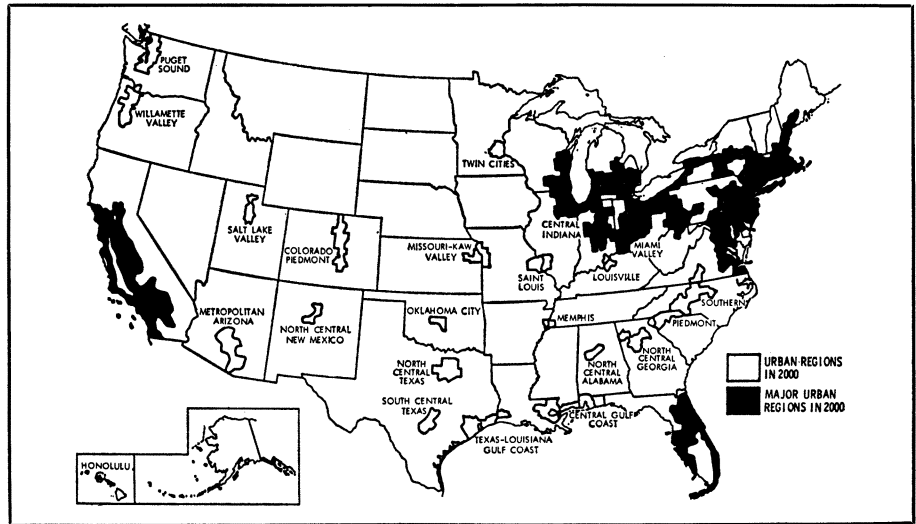 PUGET
SOUND
WILLAMETTE
VALLEY
TWIN CITIES
SALT LAKE
VALLEY
COLORADO
PIEDMONT
MISSOURI-KAW
VALLEY
CENTRAL
INDIANA
MIAMI
VALLEY
SAINT
LOUIS
LOUISVILLE
METROPOLITAN
ARIZONA
NORTH CENTRAL
NEW MEXICO
OKLAHOMA CITY
MEMPHIS
SOUTHERN
PIEDMONT
NORTH
CENTRAL
TEXAS
NORTH
CENTRAL
ALABAMA
NORTH
CENTRAL
GEORGIA
SOUTH CENTRAL
TEXAS
TEXAS-LOUISIANA
GULF COAST
CENTRAL GULF
COAST
HONOLULU
URBAN REGIONS
IN 2000
MAJOR URBAN
REGIONS IN 2000